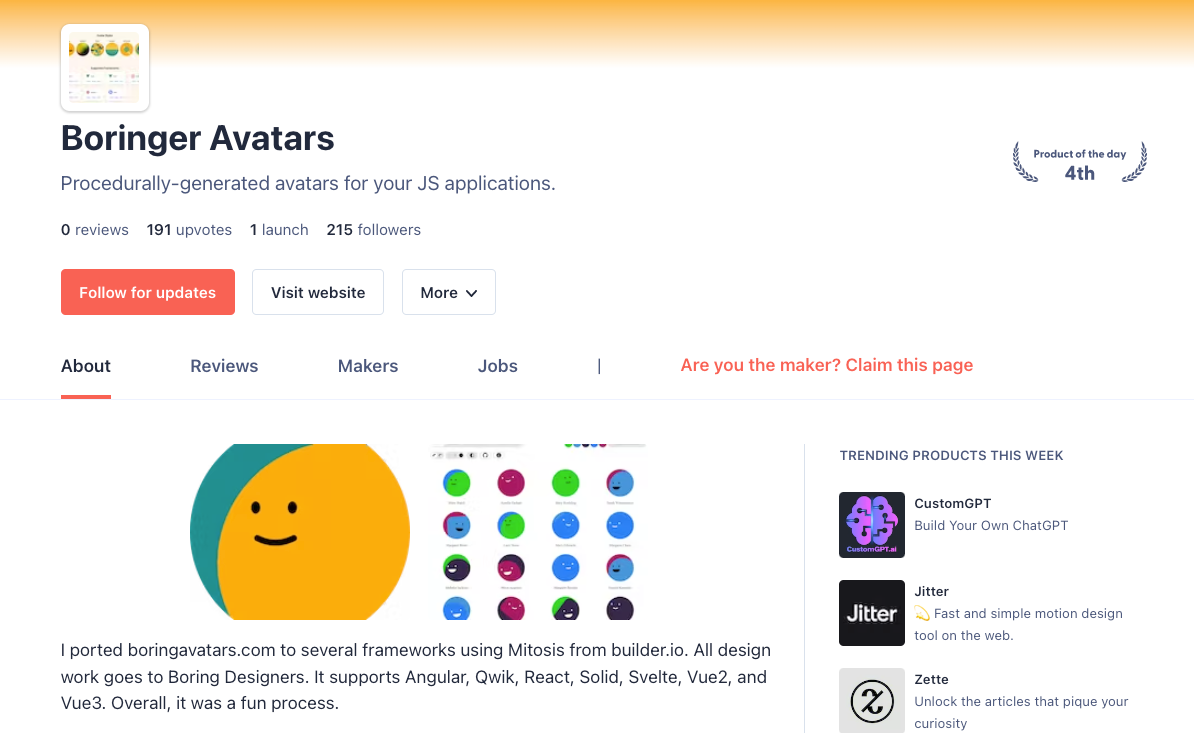 Boringer Avatars
Product of the day
4th
Procedurally-generated avatars for your JS applications.
0 reviews 191 upvotes 1 launch 215 followers
Follow for updates
Visit website
More
About
Reviews
Makers
Jobs
|
Are you the maker? Claim this page
I ported boringavatars.com to several frameworks using Mitosis from builder.io. All design
work goes to Boring Designers. It supports Angular, Qwik, React, Solid, Svelte, Vue2, and
Vue3. Overall, it was a fun process.
TRENDING PRODUCTS THIS WEEK
CustomGPT.ai
CustomGPT
Build Your Own ChatGPT
Jitter
Jitter
💫 Fast and simple motion design
tool on the web.
Zette
Unlock the articles that pique your
curiosity